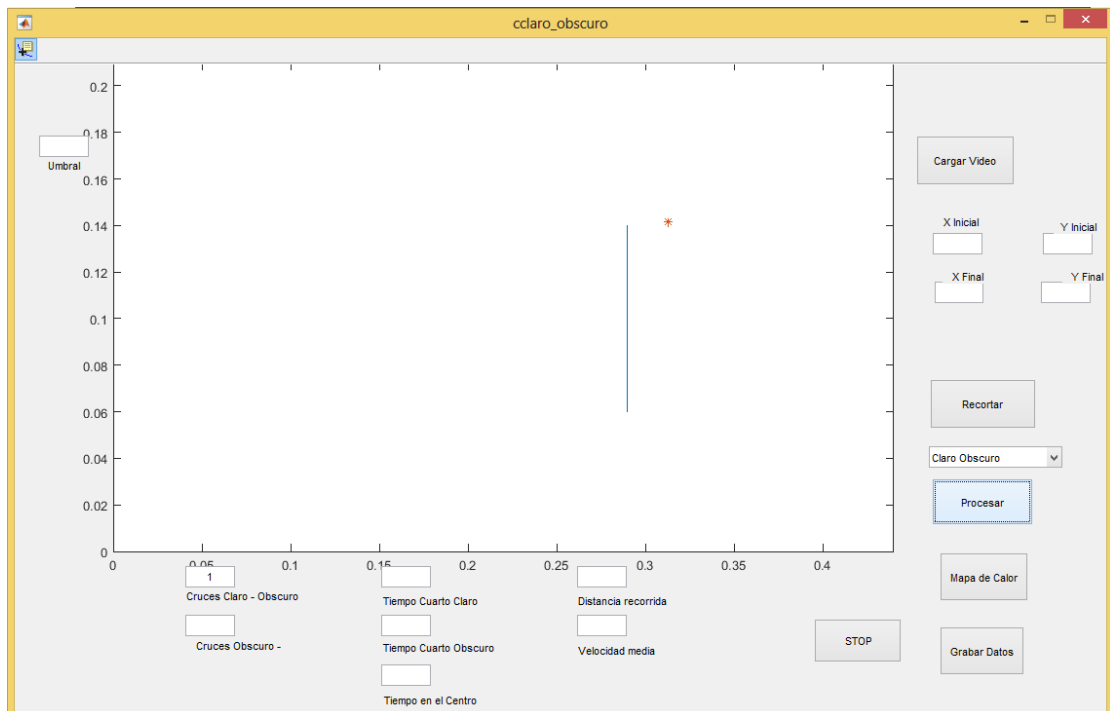 cclaro_obscuro
0.2
0.18
Umbral
0.16
0.14
0.12
0.1
0.08
0.06
0.04
0.02
0
0 0.05 0.1 0.15 0.2 0.25 0.3 0.35 0.4
Cargar Video
X Inicial Y Inicial
X Final Y Final
Recortar
Claro Obscuro
Procesar
Mapa de Calor
Grabar Datos
STOP
1
Cruces Claro - Obscuro
Cruces Obscuro -
Tiempo Cuarto Claro
Tiempo Cuarto Obscuro
Tiempo en el Centro
Distancia recorrida
Velocidad media